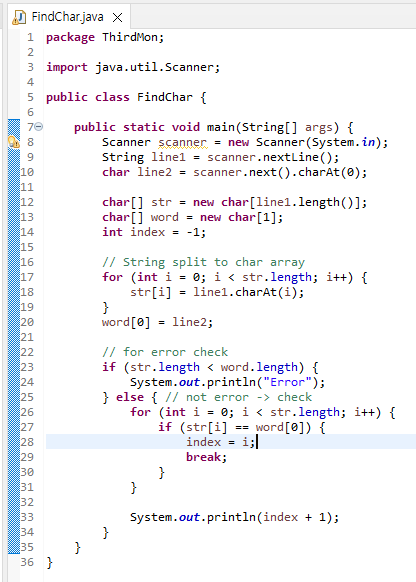 FindChar.java
1 package ThirdMon;
2
3 import java.util.Scanner;
4
5 public class FindChar {
6
7     public static void main(String[] args) {
8         Scanner scanner = new Scanner(System.in);
9         String line1 = scanner.nextLine();
10         char line2 = scanner.next().charAt(0);
11
12         char[] str = new char[line1.length()];
13         char[] word = new char[1];
14         int index = -1;
15
16         // String split to char array
17         for (int i = 0; i < str.length; i++) {
18             str[i] = line1.charAt(i);
19         }
20         word[0] = line2;
21
22         // for error check
23         if (str.length < word.length) {
24             System.out.println("Error");
25         } else { // not error -> check
26             for (int i = 0; i < str.length; i++) {
27                 if (str[i] == word[0]) {
28                     index = i;
29                     break;
30                 }
31             }
32
33             System.out.println(index + 1);
34         }
35     }
36 }